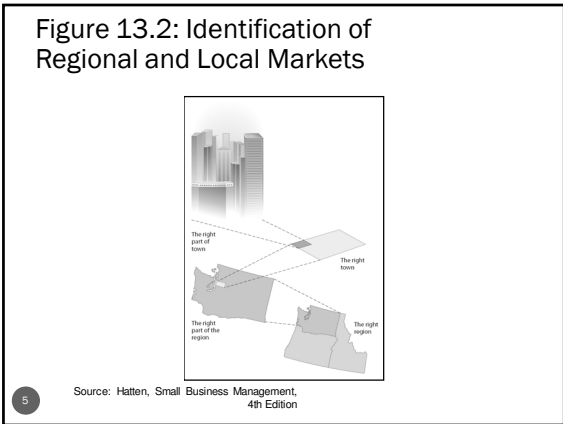 Figure 13.2: Identification of
Regional and Local Markets
The right
part of
town
The right
town
The right
part of the
region
The right
region
5
Source: Hatten, Small Business Management,
4th Edition